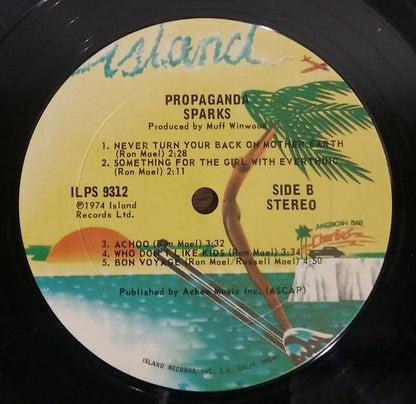 island
PROPAGANDA
SPARKS
Produced by Muff Winwood
1. NEVER TURN YOUR BACK ON MOTHER EARTH
(Ron Mael) 2:28
2. SOMETHING FOR THE GIRL WITH EVERYTHING
(Ron Mael) 2:11
ILPS 9312
SIDE B
℗1974 Island
Records Ltd.
STEREO
AMERICAN BAR
Charlie's
3. ACHOO (Ron Mael) 3:32
4. WHO DON'T LIKE KIDS (Ron Mael) 3:34
5. BON VOYAGE (Ron Mael/Russell Mael) 4:50
Published by Ackee Music Inc. (ASCAP)
ISLAND RECORDS, INC. L.A. CALIF.